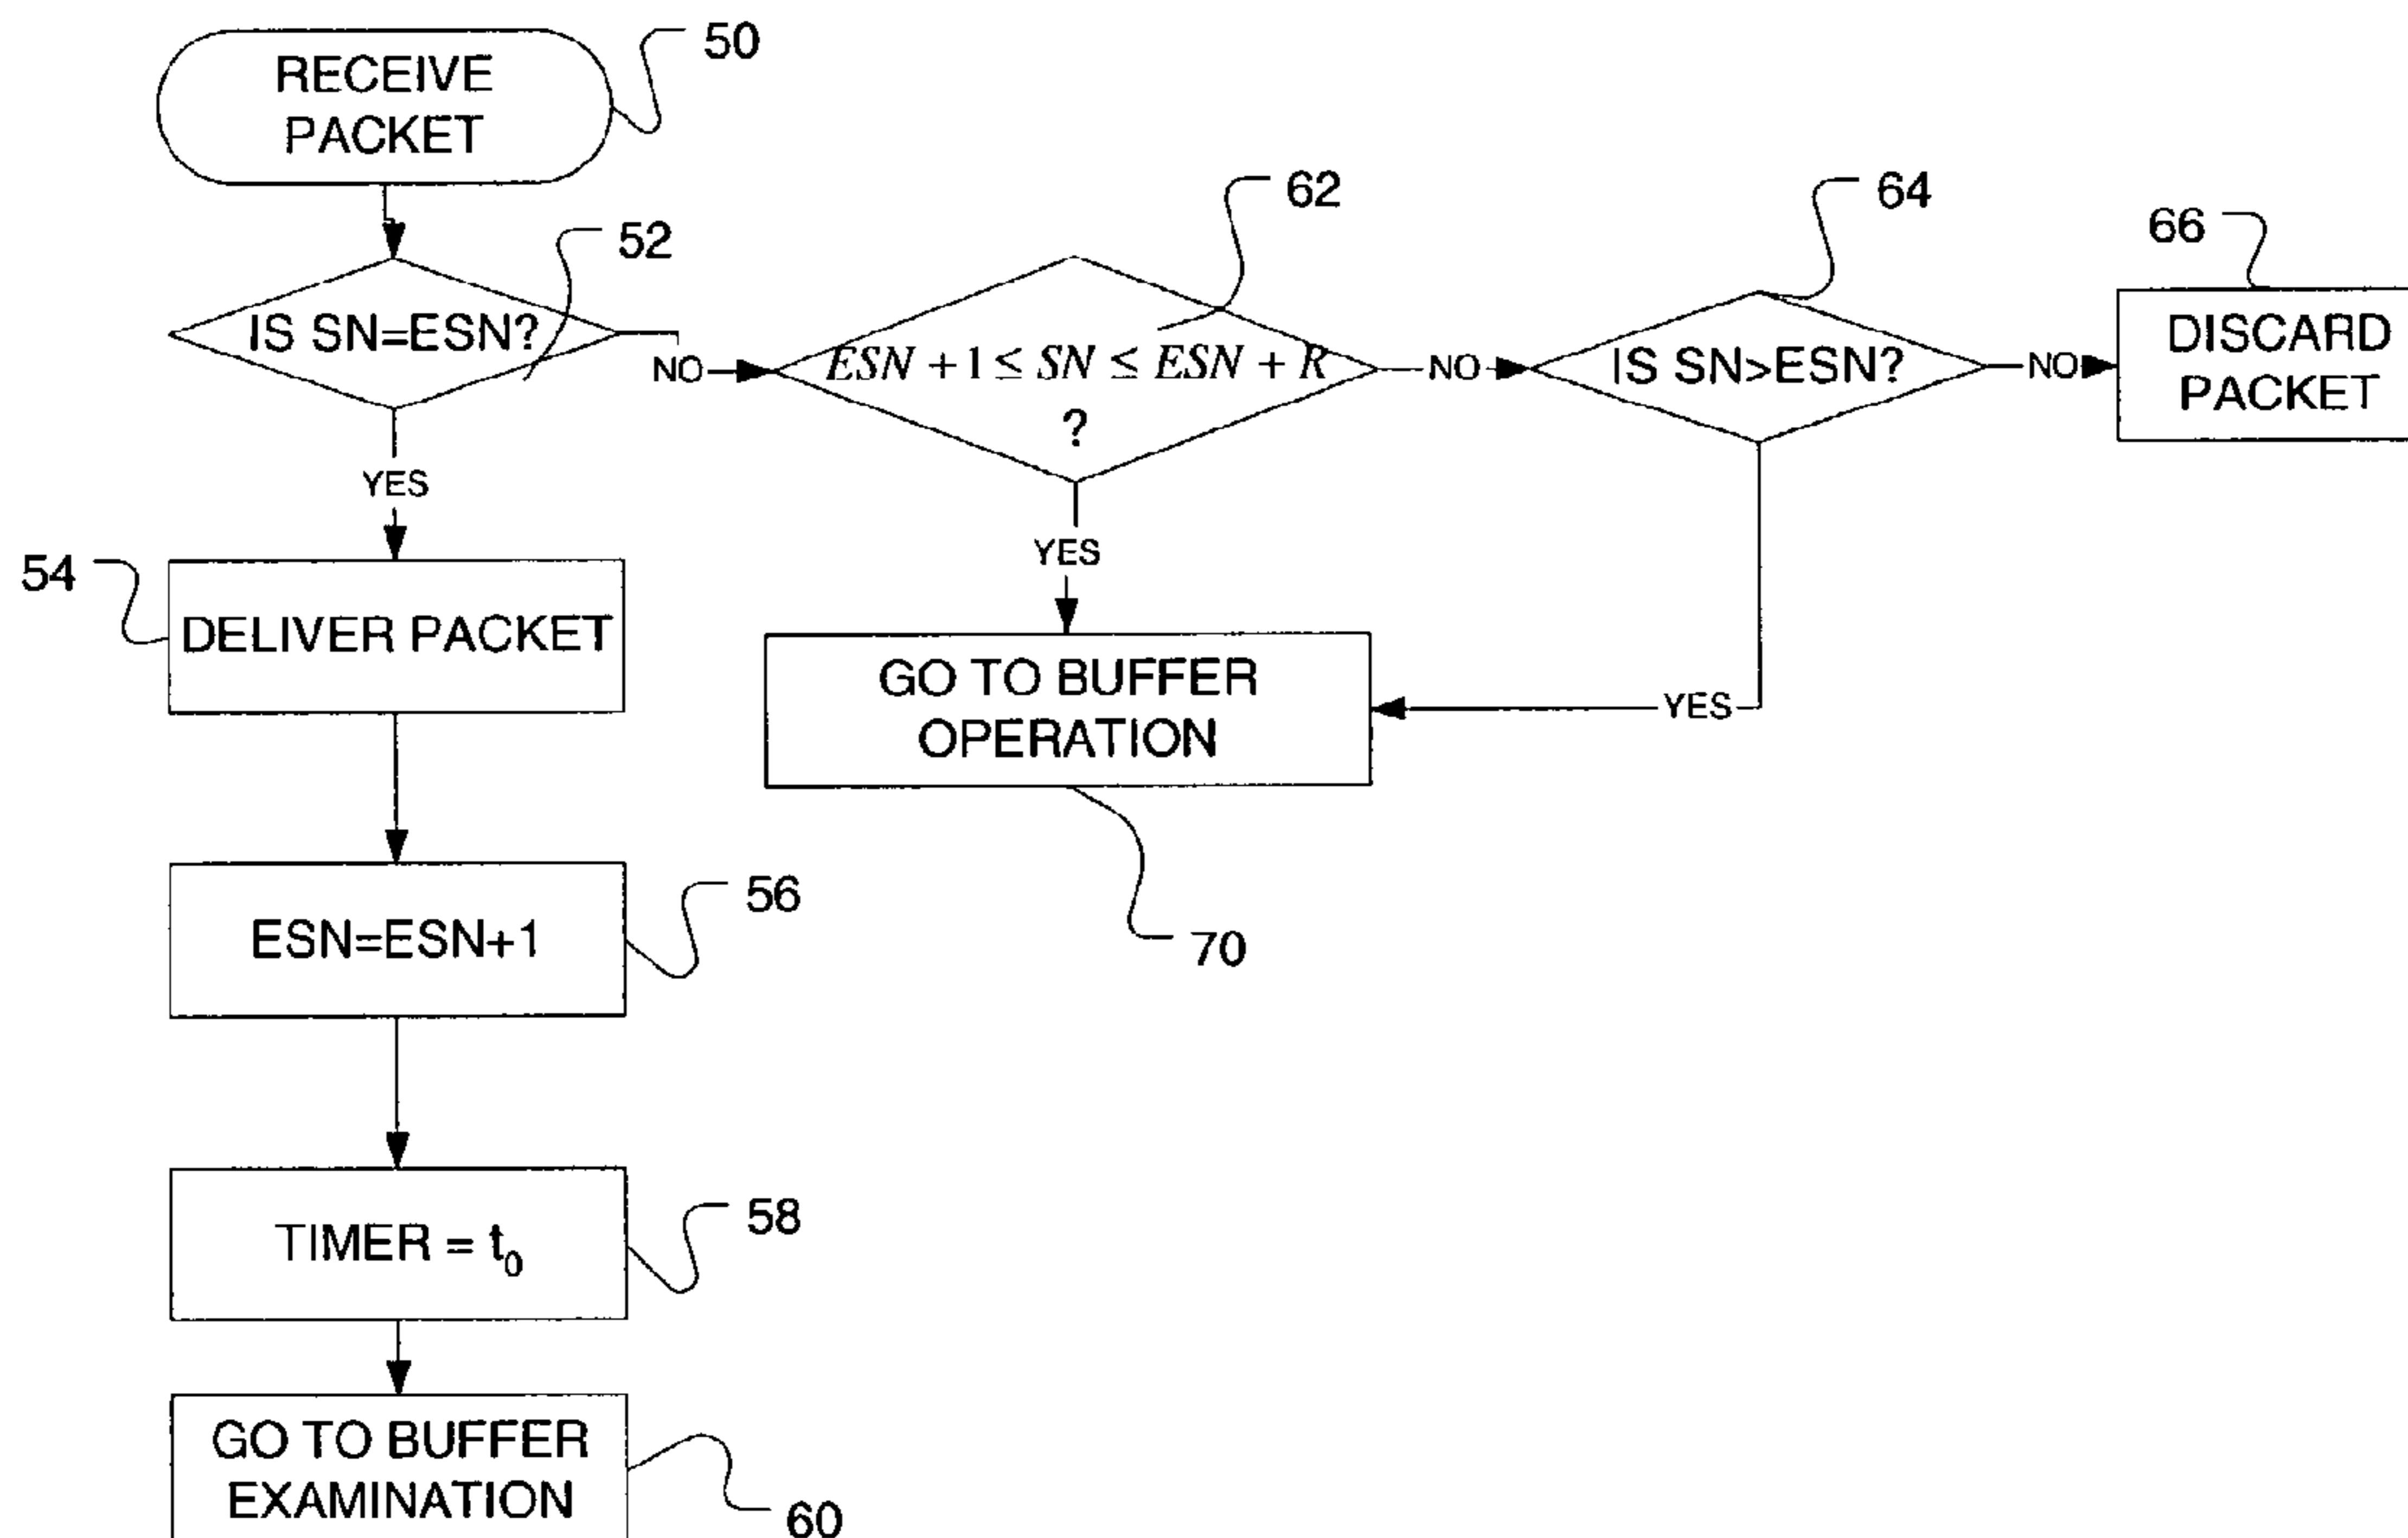 RECEIVE
PACKET
50
IS SN=ESN?
52
NO
ESN + 1 ≤ SN ≤ ESN + R
?
62
NO
IS SN>ESN?
64
NO
DISCARD
PACKET
66
YES
DELIVER PACKET
54
YES
GO TO BUFFER
OPERATION
70
YES
ESN=ESN+1
56
TIMER = t₀
58
GO TO BUFFER
EXAMINATION
60